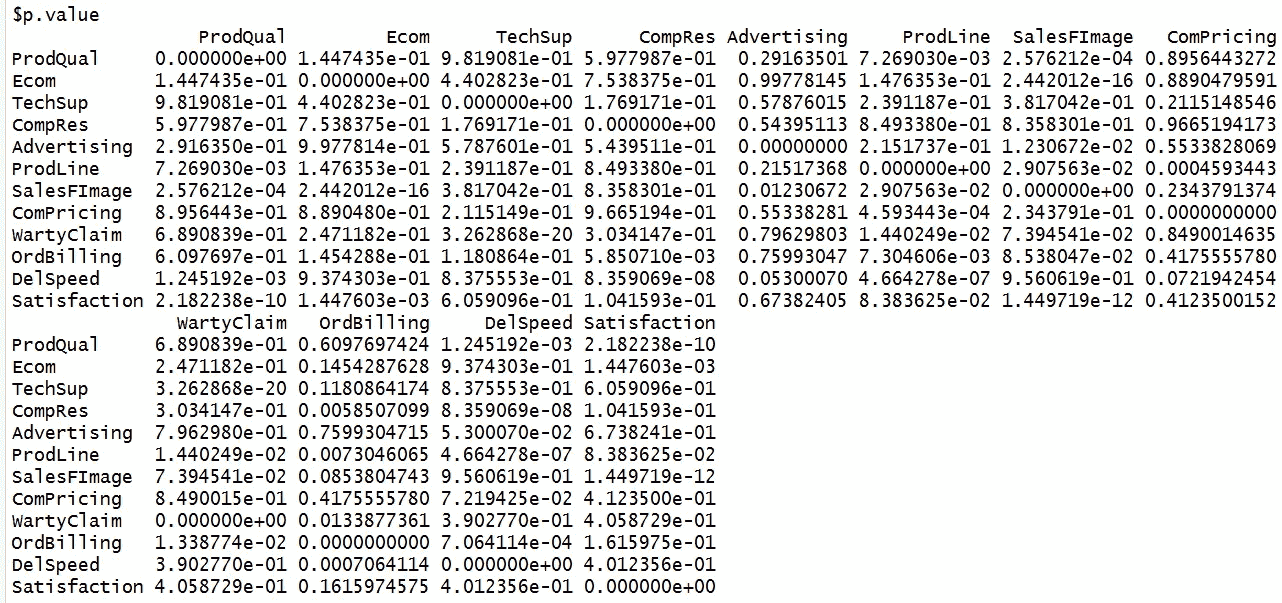 $p.value
                 ProdQual         Ecom      TechSup      CompRes Advertising     ProdLine  SalesFImage   ComPricing
ProdQual     0.000000e+00 1.447435e-01 9.819081e-01 5.977987e-01  0.29163501 7.269030e-03 2.576212e-04 0.8956443272
Ecom         1.447435e-01 0.000000e+00 4.402823e-01 7.538375e-01  0.99778145 1.476353e-01 2.442012e-16 0.8890479591
TechSup      9.819081e-01 4.402823e-01 0.000000e+00 1.769171e-01  0.57876015 2.391187e-01 3.817042e-01 0.2115148546
CompRes      5.977987e-01 7.538375e-01 1.769171e-01 0.000000e+00  0.54395113 8.493380e-01 8.358301e-01 0.9665194173
Advertising  2.916350e-01 9.977814e-01 5.787601e-01 5.439511e-01  0.00000000 2.151737e-01 1.230672e-02 0.5533828069
ProdLine     7.269030e-03 1.476353e-01 2.391187e-01 8.493380e-01  0.21517368 0.000000e+00 2.907563e-02 0.0004593443
SalesFImage  2.576212e-04 2.442012e-16 3.817042e-01 8.358301e-01  0.01230672 2.907563e-02 0.000000e+00 0.2343791374
ComPricing   8.956443e-01 8.890480e-01 2.115149e-01 9.665194e-01  0.55338281 4.593443e-04 2.343791e-01 0.0000000000
WartyClaim   6.890839e-01 2.471182e-01 3.262868e-20 3.034147e-01  0.79629803 1.440249e-02 7.394541e-02 0.8490014635
OrdBilling   6.097697e-01 1.454288e-01 1.180864e-01 5.850710e-03  0.75993047 7.304606e-03 8.538047e-02 0.4175555780
DelSpeed     1.245192e-03 9.374303e-01 8.375553e-01 8.359069e-08  0.05300070 4.664278e-07 9.560619e-01 0.0721942454
Satisfaction 2.182238e-10 1.447603e-03 6.059096e-01 1.041593e-01  0.67382405 8.383625e-02 1.449719e-12 0.4123500152
               WartyClaim   OrdBilling     DelSpeed Satisfaction
ProdQual     6.890839e-01 0.6097697424 1.245192e-03 2.182238e-10
Ecom         2.471182e-01 0.1454287628 9.374303e-01 1.447603e-03
TechSup      3.262868e-20 0.1180864174 8.375553e-01 6.059096e-01
CompRes      3.034147e-01 0.0058507099 8.359069e-08 1.041593e-01
Advertising  7.962980e-01 0.7599304715 5.300070e-02 6.738241e-01
ProdLine     1.440249e-02 0.0073046065 4.664278e-07 8.383625e-02
SalesFImage  7.394541e-02 0.0853804743 9.560619e-01 1.449719e-12
ComPricing   8.490015e-01 0.4175555780 7.219425e-02 4.123500e-01
WartyClaim   0.000000e+00 0.0133877361 3.902770e-01 4.058729e-01
OrdBilling   1.338774e-02 0.0000000000 7.064114e-04 1.615975e-01
DelSpeed     3.902770e-01 0.0007064114 0.000000e+00 4.012356e-01
Satisfaction 4.058729e-01 0.1615974575 4.012356e-01 0.000000e+00